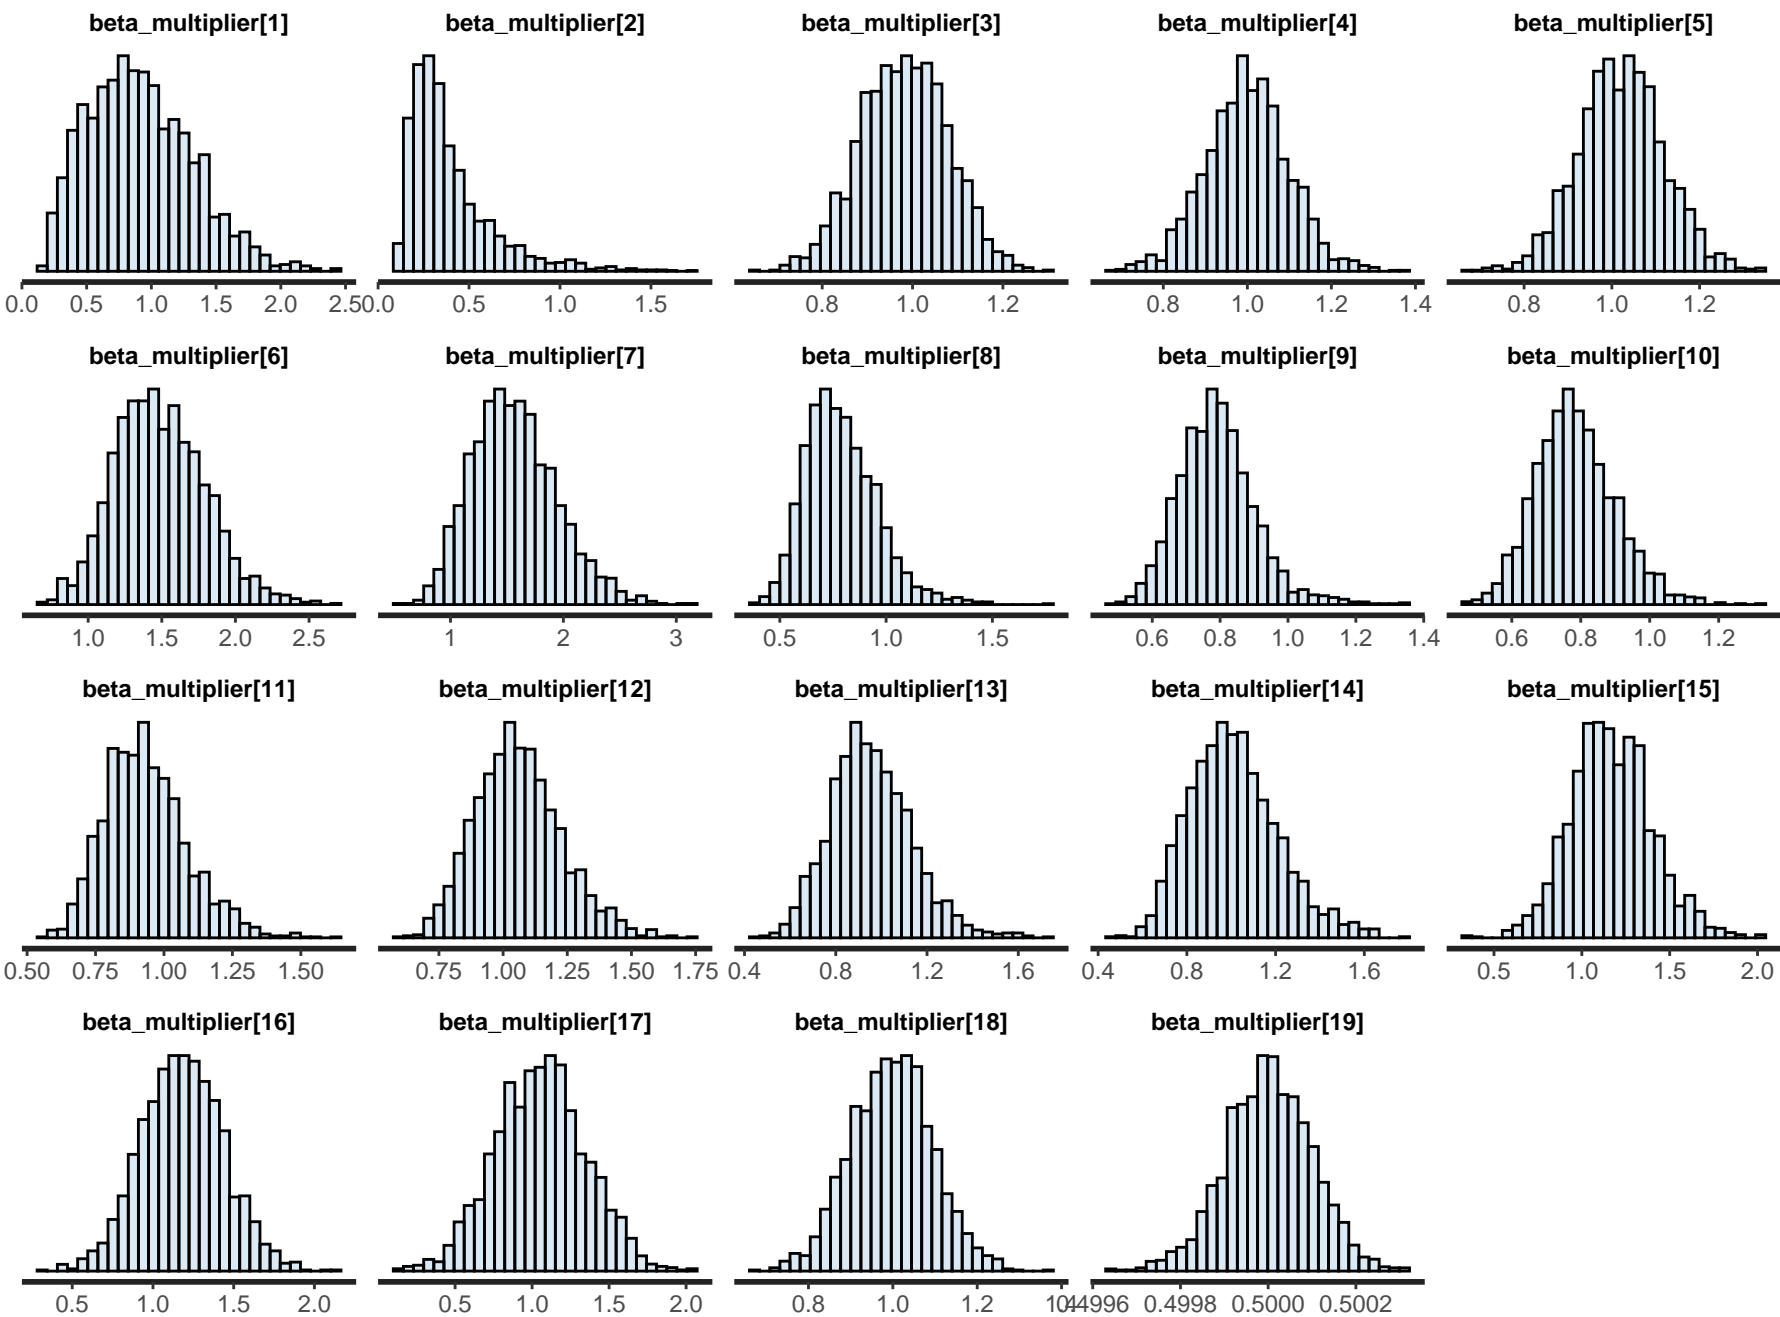 beta_multiplier[1] beta_multiplier[2] beta_multiplier[3] beta_multiplier[4] beta_multiplier[5]
0.0 0.5 1.0 1.5 2.0 2.5 0.0 0.5 1.0 1.5 0.8 1.0 1.2 0.8 1.0 1.2 1.4 0.8 1.0 1.2
beta_multiplier[6] beta_multiplier[7] beta_multiplier[8] beta_multiplier[9] beta_multiplier[10]
1.0 1.5 2.0 2.5 1 2 3 0.5 1.0 1.5 0.6 0.8 1.0 1.2 1.4 0.6 0.8 1.0 1.2
beta_multiplier[11] beta_multiplier[12] beta_multiplier[13] beta_multiplier[14] beta_multiplier[15]
0.50 0.75 1.00 1.25 1.50 0.75 1.00 1.25 1.50 1.75 0.4 0.8 1.2 1.6 0.4 0.8 1.2 1.6 0.5 1.0 1.5 2.0
beta_multiplier[16] beta_multiplier[17] beta_multiplier[18] beta_multiplier[19]
0.5 1.0 1.5 2.0 0.5 1.0 1.5 2.0 0.8 1.0 1.2 1.4 0.4996 0.4998 0.5000 0.5002